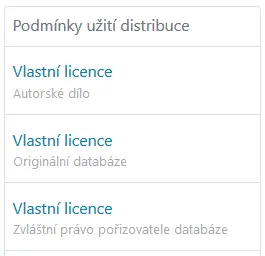 Podmínky užití distribuce
Vlastní licence
Autorské dílo
Vlastní licence
Originální databáze
Vlastní licence
Zvláštní právo pořizovatele databáze